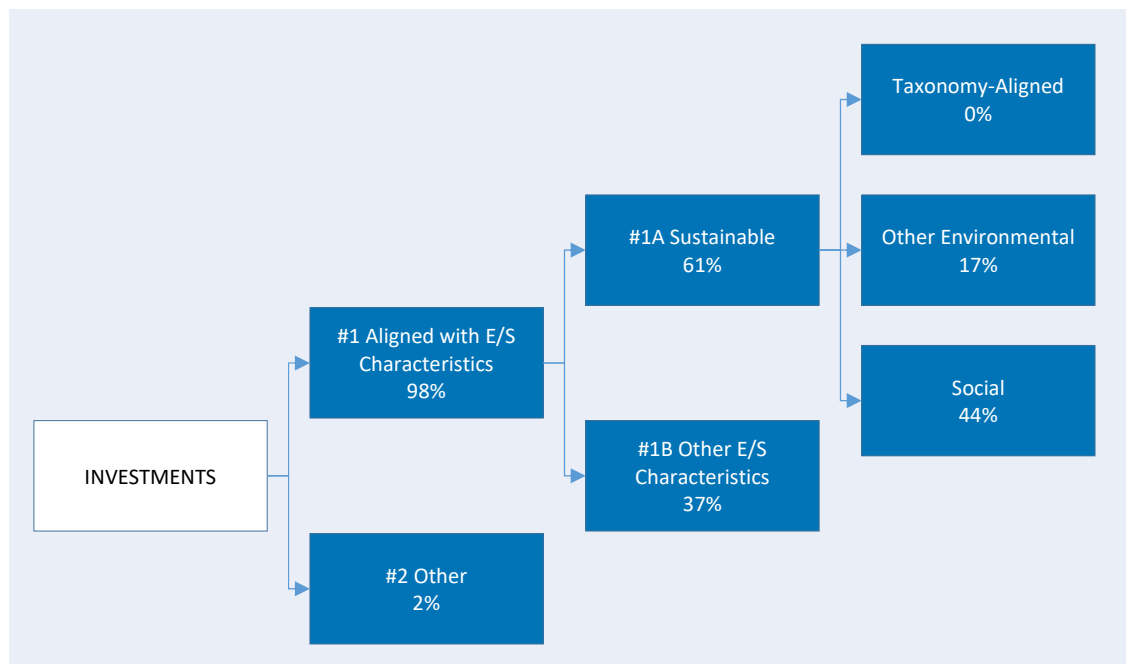 INVESTMENTS
#1 Aligned with E/S
Characteristics
98%
#2 Other
2%
#1A Sustainable
61%
#1B Other E/S
Characteristics
37%
Taxonomy-Aligned
0%
Other Environmental
17%
Social
44%